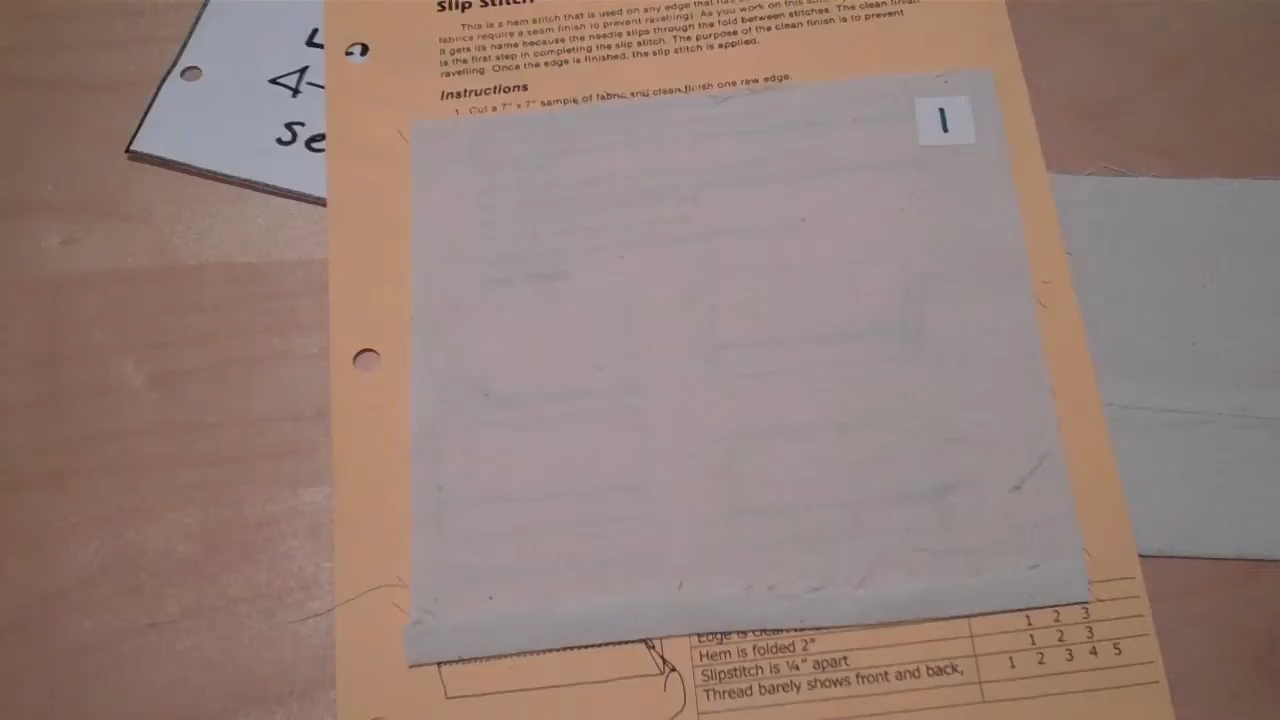 L
4-
Se
Slip Stitch
This is a hem stitch that is used on any edge that has
fabrics require a seam finish to prevent ravelling). As you work on this The clean finish
It gets its name because the needle slips through the fold between stitches.
is the first step in completing the slip stitch. The purpose of the clean finish is to prevent
ravelling. Once the edge is finished, the slip stitch is applied.
Instructions
1. Cut a 7" x 7" sample of fabric and clean finish one raw edge.
1
Edge is clean
1 2 3
Hem is folded 2"
1 2 3
Slipstitch is ¼" apart
1 2 3 4 5
Thread barely shows front and back,